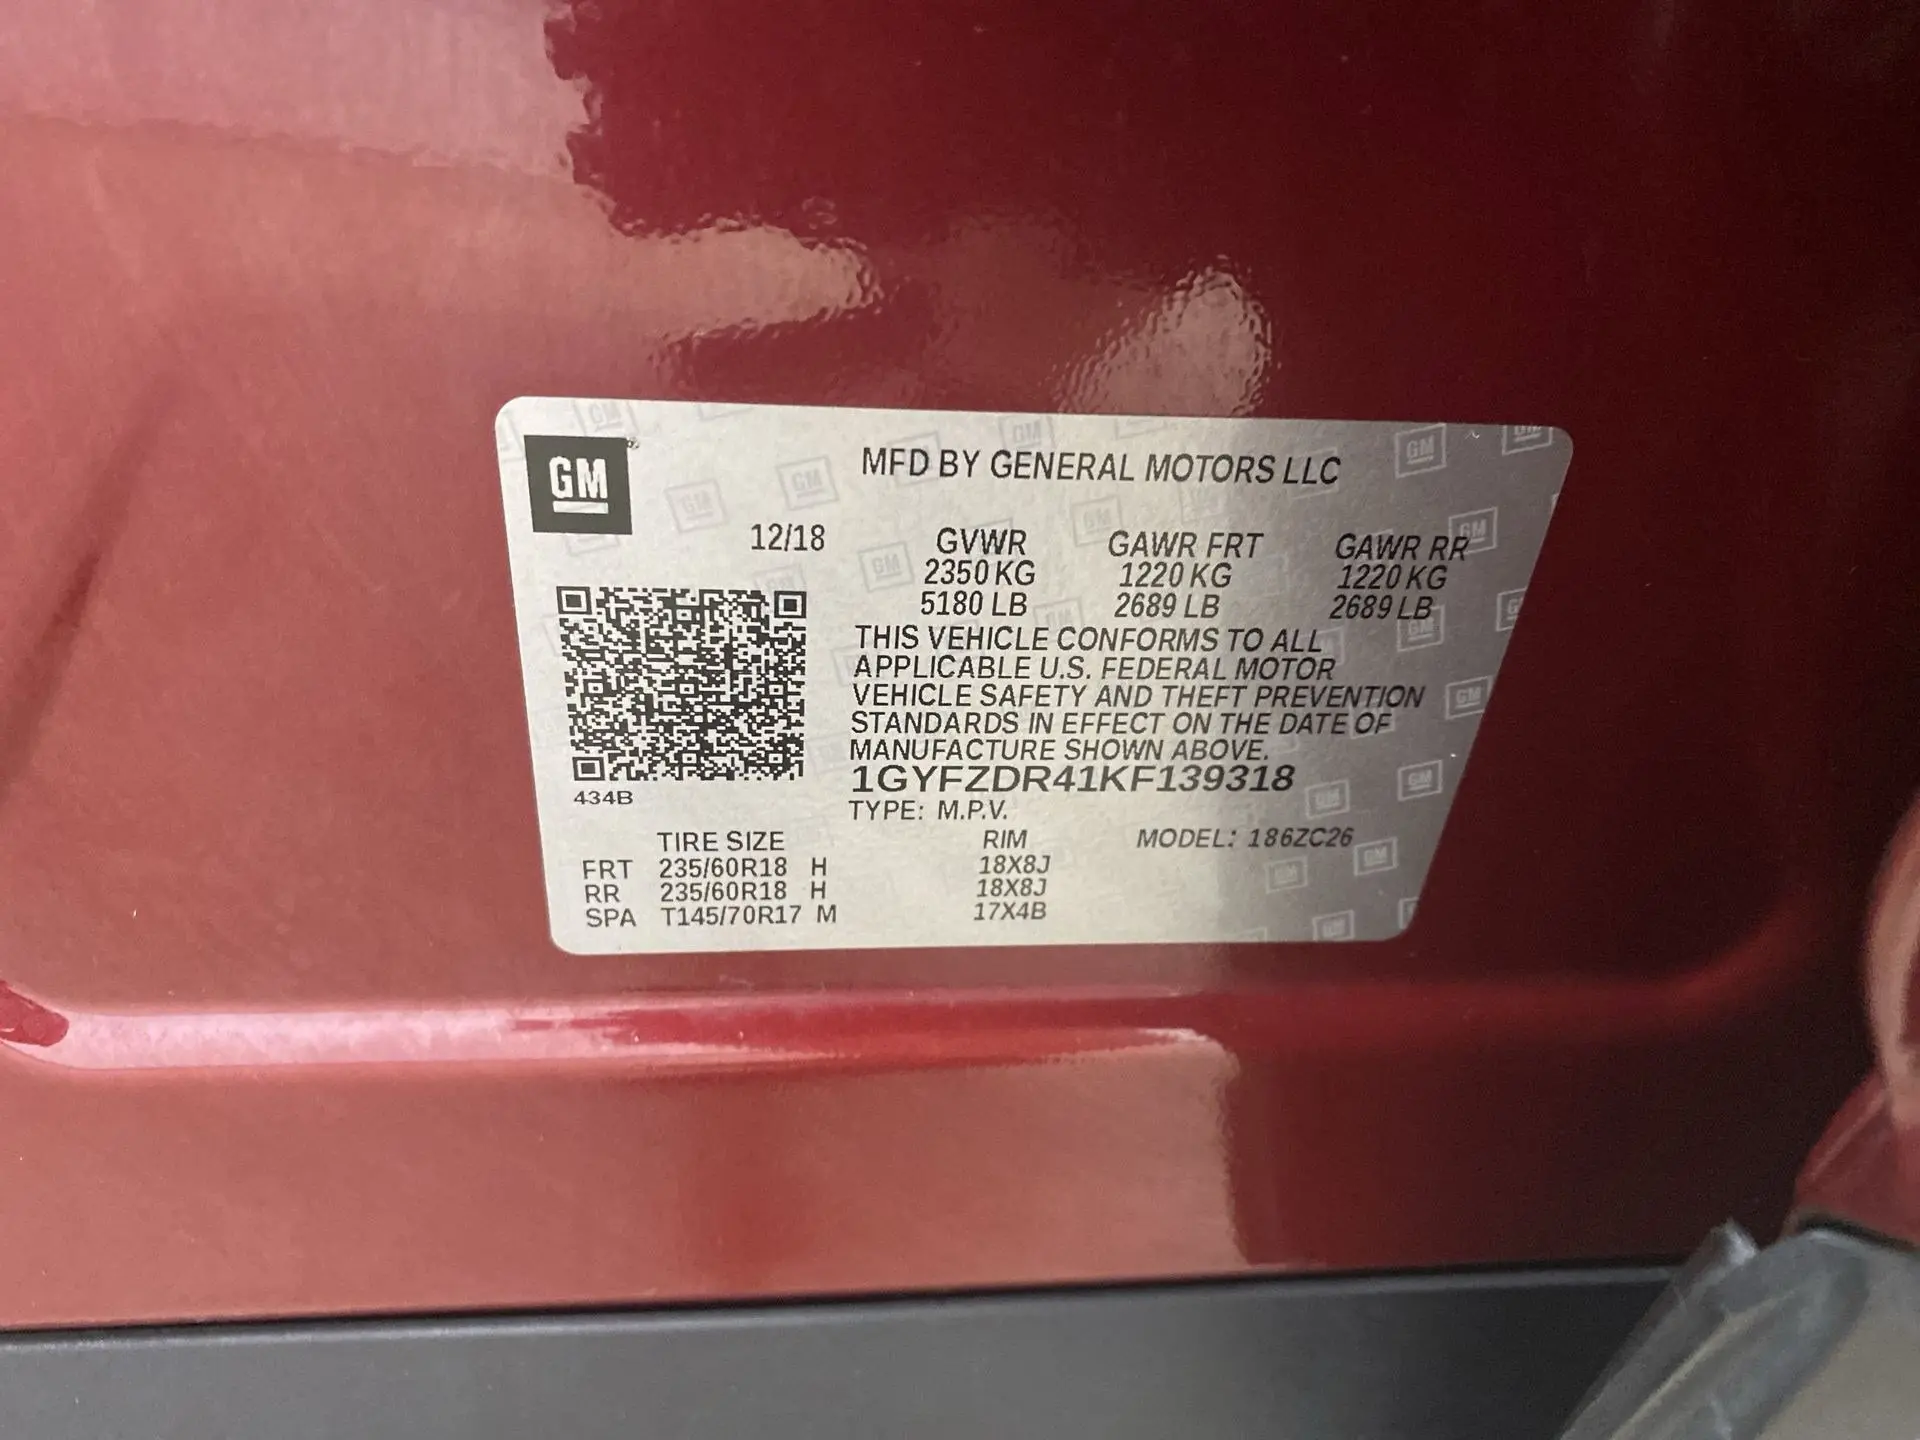 GM
MFD BY GENERAL MOTORS LLC
12/18 GVWR GAWR FRT GAWR RR
2350 KG 1220 KG 1220 KG
5180 LB 2689 LB 2689 LB
THIS VEHICLE CONFORMS TO ALL
APPLICABLE U.S. FEDERAL MOTOR
VEHICLE SAFETY AND THEFT PREVENTION
STANDARDS IN EFFECT ON THE DATE OF
MANUFACTURE SHOWN ABOVE.
1GYFZDR41KF139318
434B
TYPE: M.P.V.
TIRE SIZE RIM MODEL: 186ZC26
FRT 235/60R18 H 18X8J
RR 235/60R18 H 18X8J
SPA T145/70R17 M 17X4B